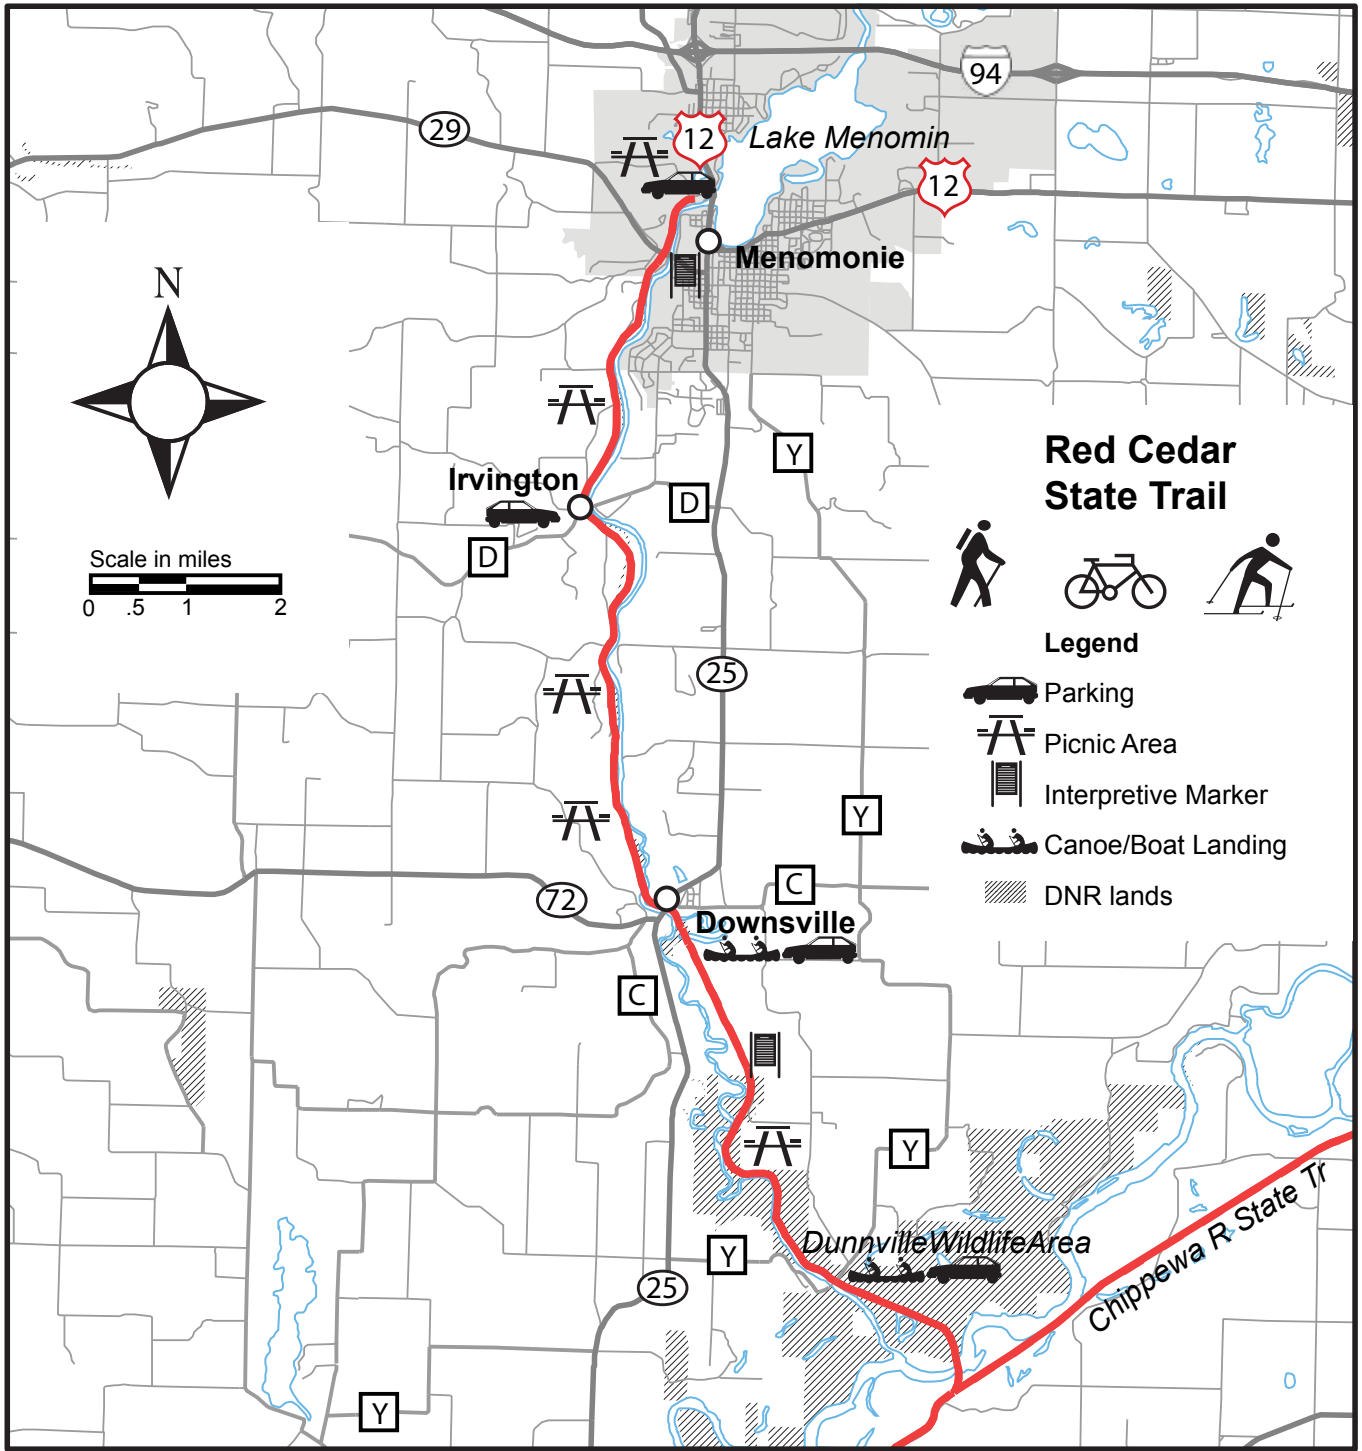 94
29
12
Lake Menomin
12
Menomonie
N
Y
Red Cedar
State Trail
Irvington
D
D
Scale in miles
0 .5 1 2
Legend
25
Parking
Picnic Area
Interpretive Marker
Y
Canoe/Boat Landing
C
72
DNR lands
Downsville
C
Y
Chippewa R State Tr
DunnvilleWildlifeArea
Y
25
Y